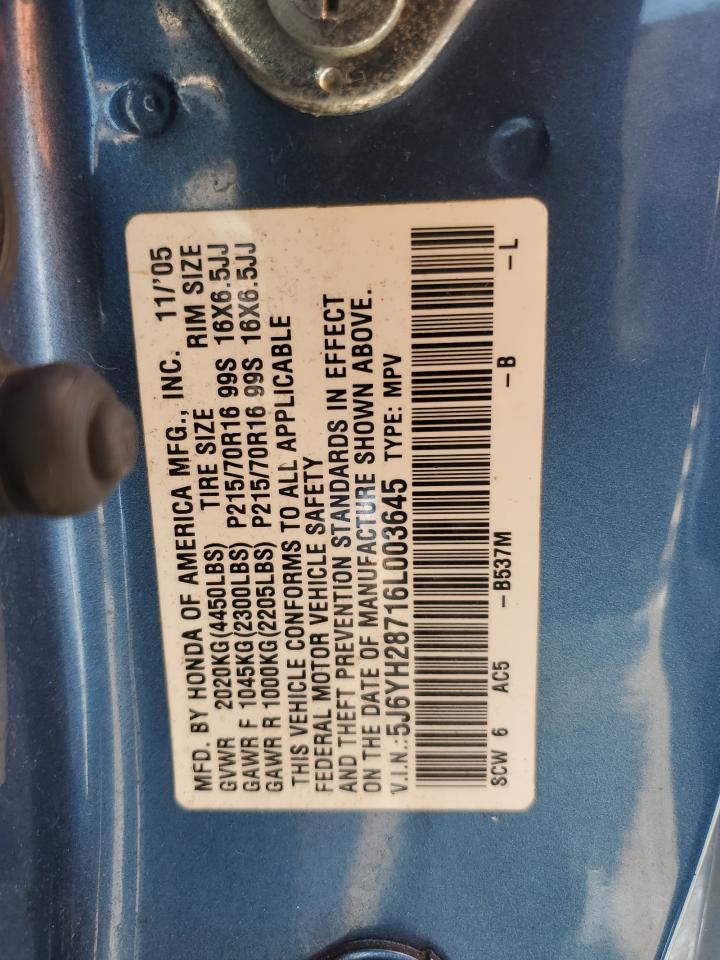 MFD. BY HONDA OF AMERICA MFG., INC. 11/'05
GVWR 2020KG(4450LBS) TIRE SIZE RIM SIZE
GAWR F 1045KG(2300LBS) P215/70R16 99S 16X6.5JJ
GAWR R 1000KG(2205LBS) P215/70R16 99S 16X6.5JJ
THIS VEHICLE CONFORMS TO ALL APPLICABLE
FEDERAL MOTOR VEHICLE SAFETY
AND THEFT PREVENTION STANDARDS IN EFFECT
ON THE DATE OF MANUFACTURE SHOWN ABOVE.
V.I.N.:5J6YH28716L003645 TYPE: MPV
SCW 6 AC5 –B537M –B –L